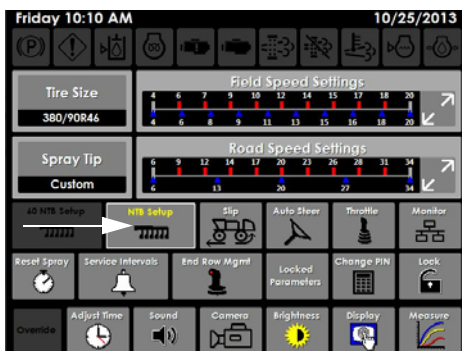 Friday 10:10 AM 10/25/2013
(P)
Tire Size
380/90R46
Field Speed Settings
4 6 7 9 10 12 14 15 17 18 20
4 6 8 9 11 13 15 16 18 20
Spray Tip
Custom
Road Speed Settings
6 9 12 14 17 20 23 26 28 31 34
6 13 20 27 34
60 NTB Setup
NTB Setup
Slip
Auto Steer
Throttle
Monitor
Reset Spray
Service Intervals
End Row Mgmt
Locked
Parameters
Change PIN
Lock
Override
Adjust Time
Sound
Camera
Brightness
Display
Measure